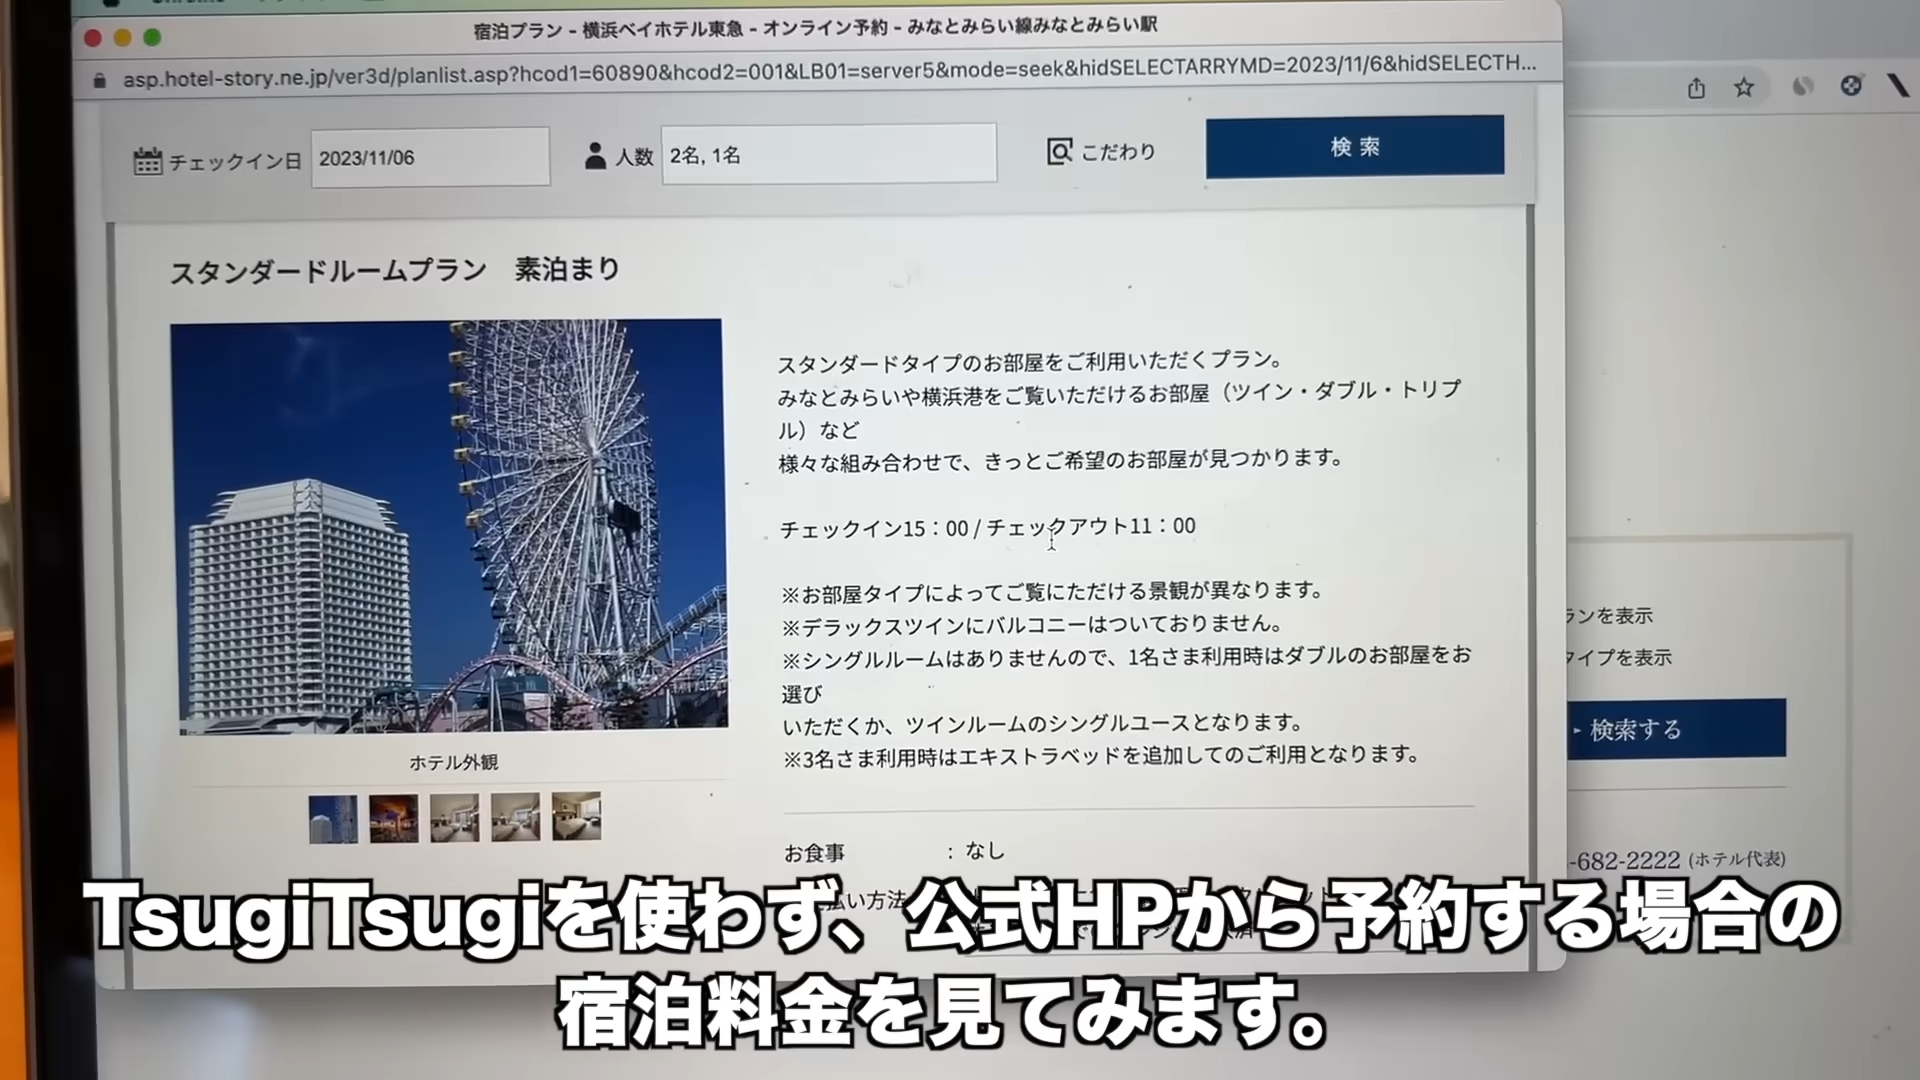 宿泊プラン - 横浜ベイホテル東急 - オンライン予約 - みなとみらい線みなとみらい駅
asp.hotel-story.ne.jp/ver3d/planlist.asp?hcod1=60890&hcod2=001&LB01=server5&mode=seek&hidSELECTARRYMD=2023/11/6&hidSELECTH...
チェックイン日 2023/11/06 人数 2名, 1名 こだわり 検索
スタンダードルームプラン 素泊まり
スタンダードタイプのお部屋をご利用いただくプラン。
みなとみらいや横浜港をご覧いただけるお部屋（ツイン・ダブル・トリプ
ル）など
様々な組み合わせで、きっとご希望のお部屋が見つかります。
チェックイン15：00 / チェックアウト11：00
※お部屋タイプによってご覧にただける景観が異なります。
※デラックスツインにバルコニーはついておりません。
※シングルルームはありませんので、1名さま利用時はダブルのお部屋をお
選び
いただくか、ツインルームのシングルユースとなります。
※3名さま利用時はエキストラベッドを追加してのご利用となります。
ホテル外観
お食事 : なし
払い方法
ランを表示
タイプを表示
検索する
-682-2222 (ホテル代表)
TsugiTsugiを使わず、公式HPから予約する場合の
宿泊料金を見てみます。